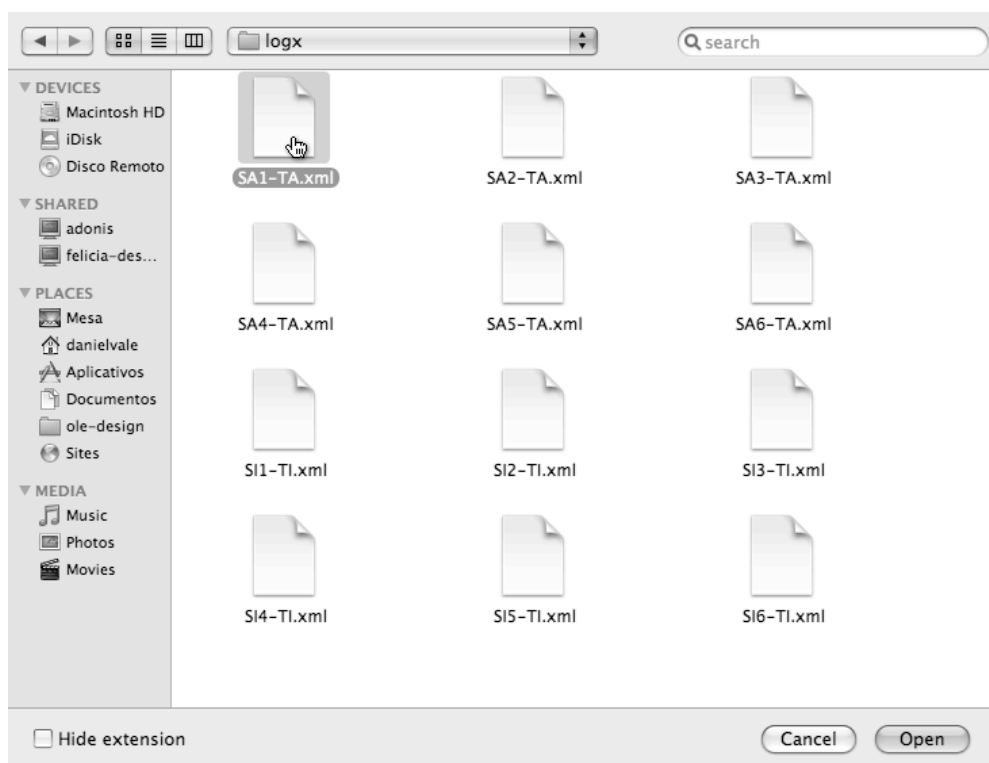 logx
search
DEVICES
Macintosh HD
iDisk
Disco Remoto
SHARED
adonis
felicia-des...
PLACES
Mesa
danielvale
Aplicativos
Documentos
ole-design
Sites
MEDIA
Music
Photos
Movies
SA1-TA.xml SA2-TA.xml SA3-TA.xml
SA4-TA.xml SA5-TA.xml SA6-TA.xml
SI1-TI.xml SI2-TI.xml SI3-TI.xml
SI4-TI.xml SI5-TI.xml SI6-TI.xml
Hide extension
Cancel Open